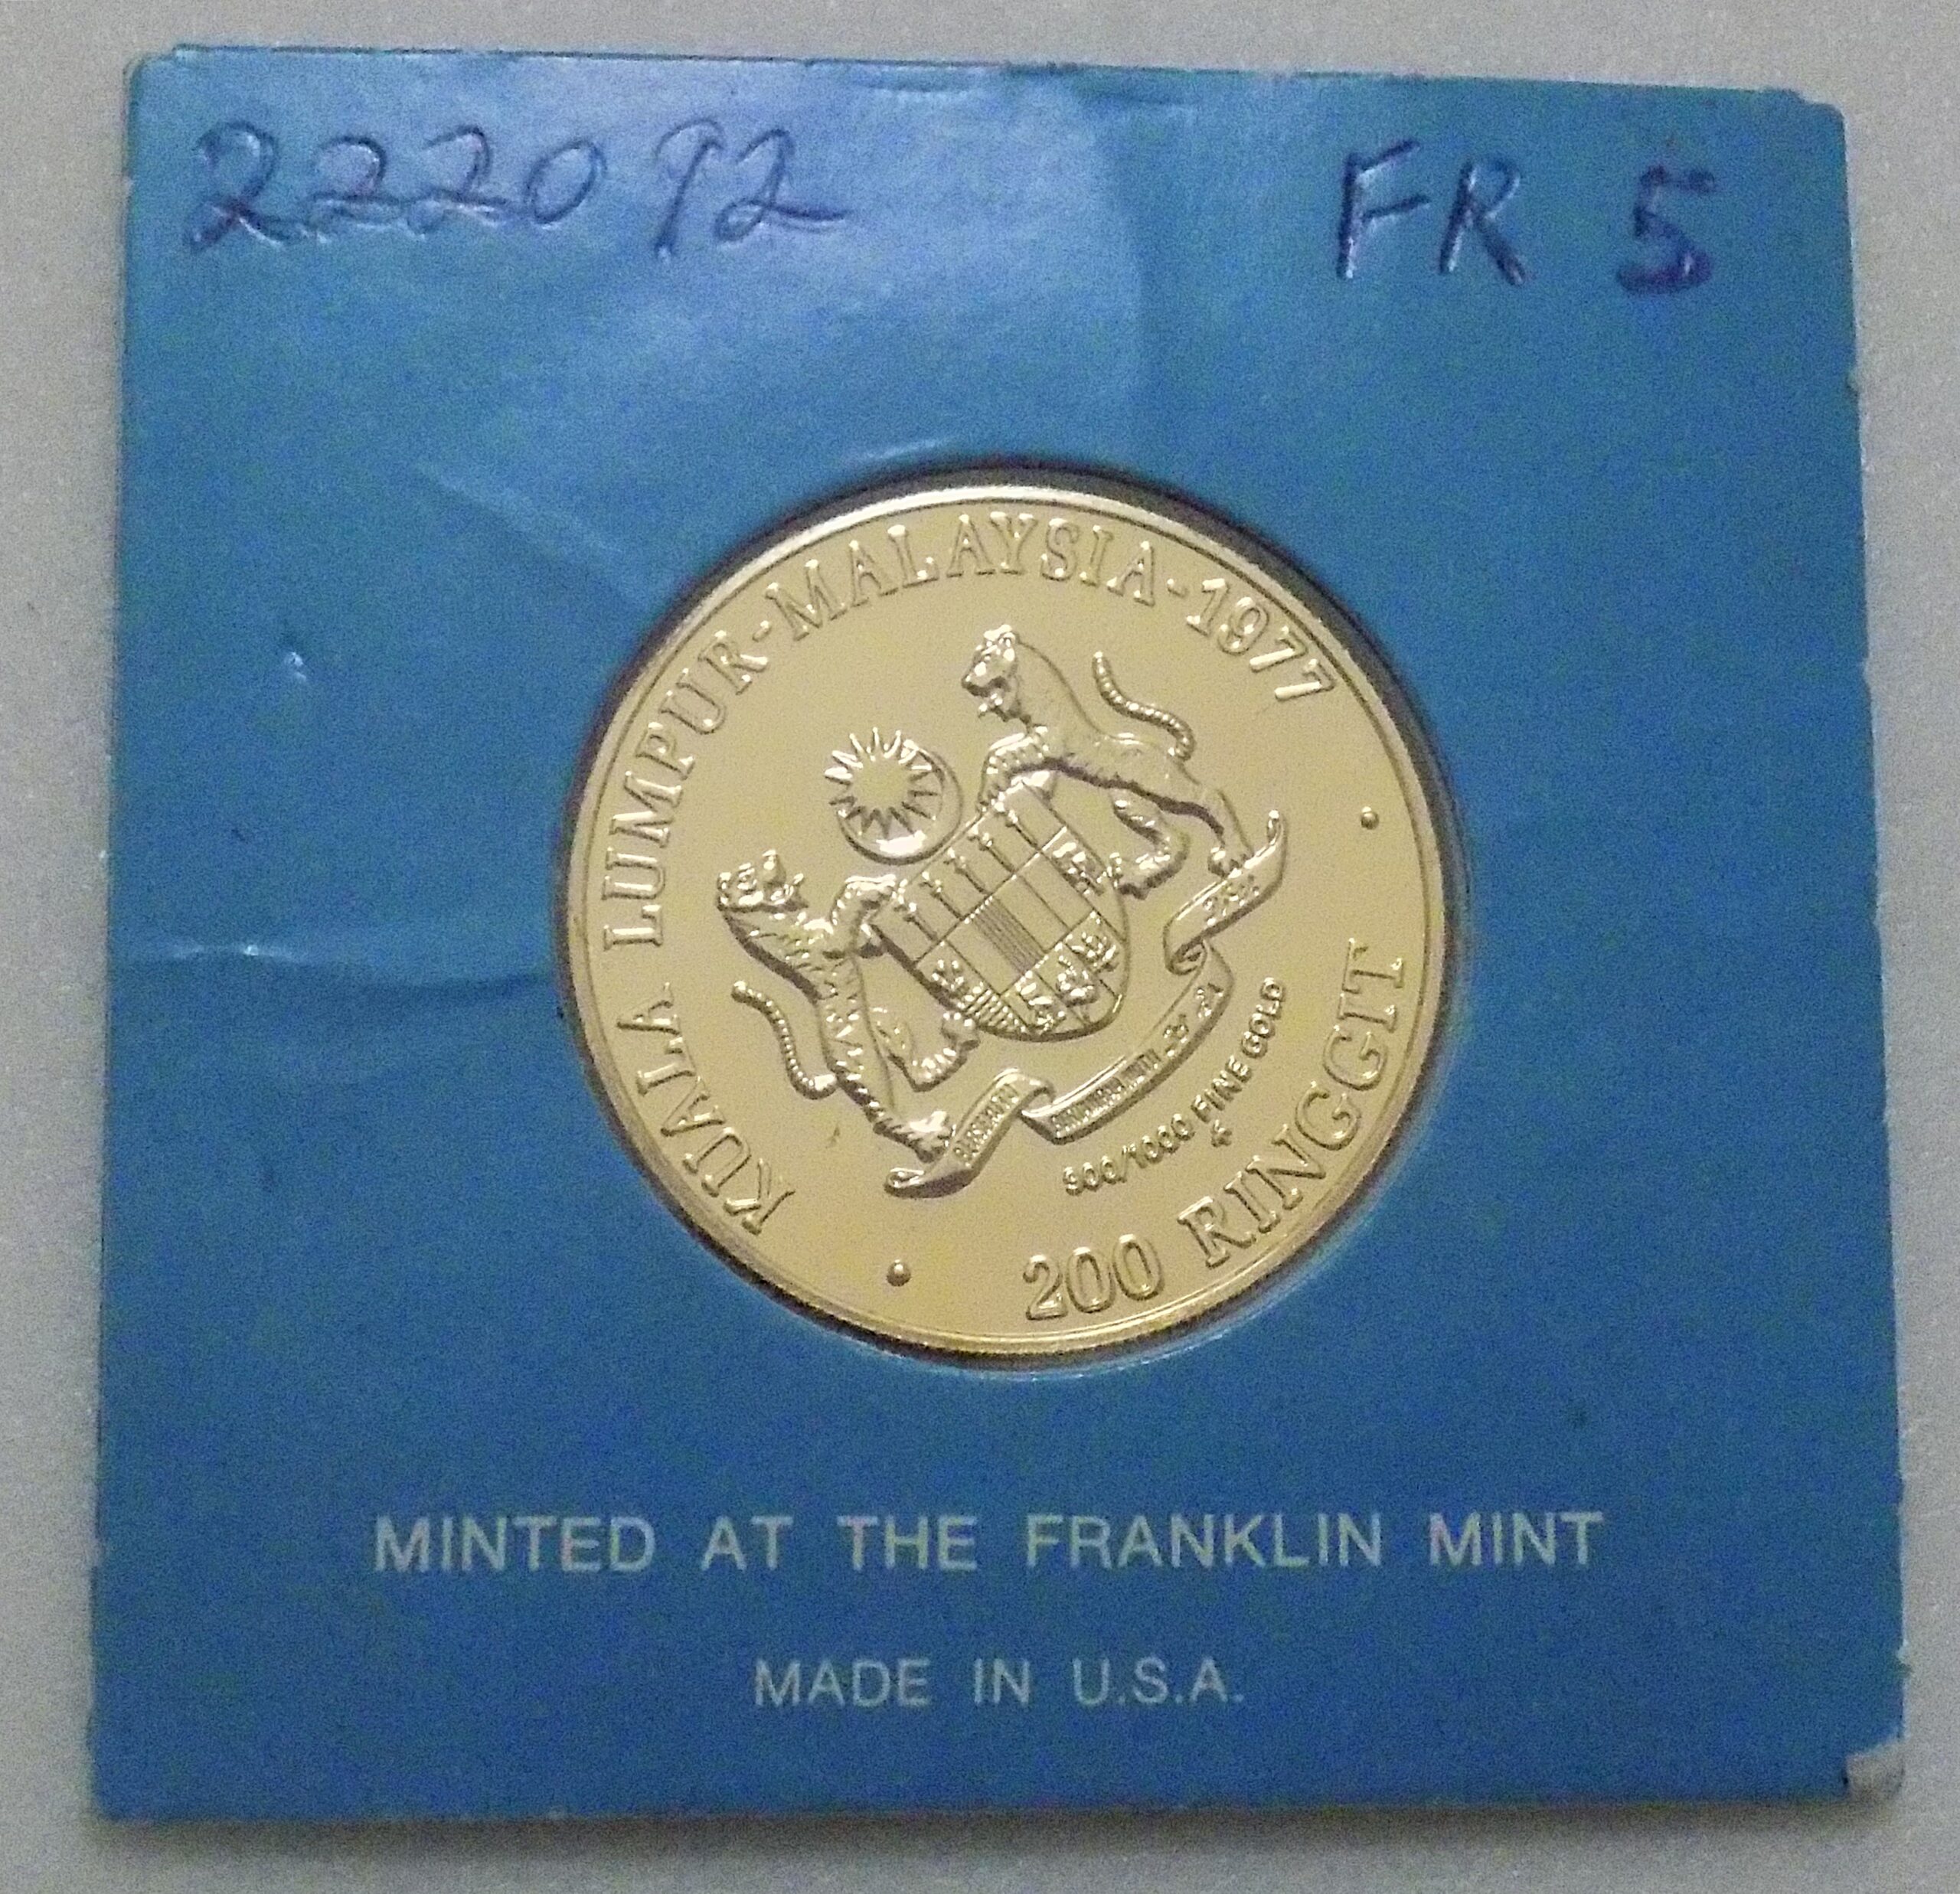 222092 FR 5
KUALA LUMPUR-MALAYSIA-1977
900/1000 FINE GOLD
200 RINGGIT
MINTED AT THE FRANKLIN MINT
MADE IN U.S.A.